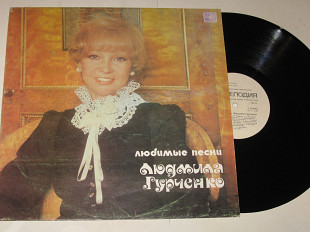 любимые песни
Людмила
Гурченко
МЕЛОДИЯ